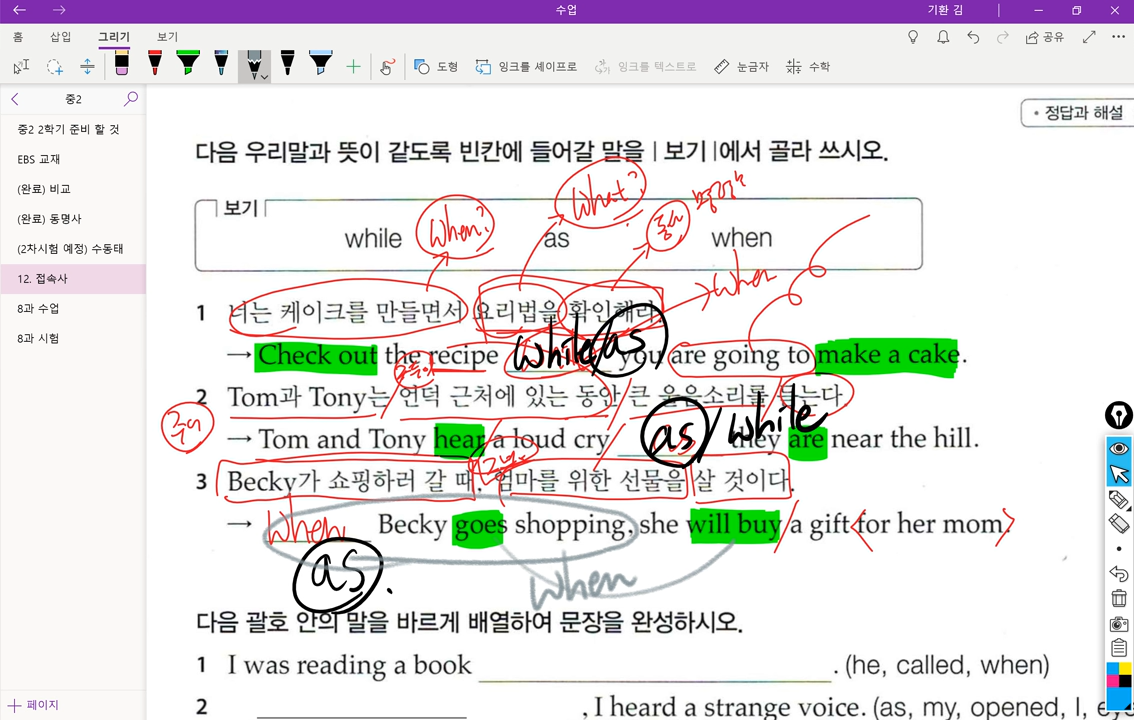 수업
기환 김
홈 삽입 그리기 보기
공유
도형 잉크를 셰이프로 잉크를 텍스트로 눈금자 수학
중2
중2 2학기 준비 할 것
EBS 교재
(완료) 비교
(완료) 동명사
(2차시험 예정) 수동태
12. 접속사
8과 수업
8과 시험
페이지
• 정답과 해설
다음 우리말과 뜻이 같도록 빈칸에 들어갈 말을 | 보기 |에서 골라 쓰시오.
보기
When? What? 동사
while as when
when
1 너는 케이크를 만들면서 요리법을 확인해라.
→ Check out the recipe while as you are going to make a cake.
2 Tom과 Tony는 언덕 근처에 있는 동안 큰 울음소리를 듣는다
주어
→ Tom and Tony hear a loud cry as / while they are near the hill.
3 Becky가 쇼핑하러 갈 때, 엄마를 위한 선물을 살 것이다.
→ When Becky goes shopping, she will buy a gift for her mom.
as.
when
다음 괄호 안의 말을 바르게 배열하여 문장을 완성하시오.
1 I was reading a book . (he, called, when)
2 , I heard a strange voice. (as, my, opened, I,